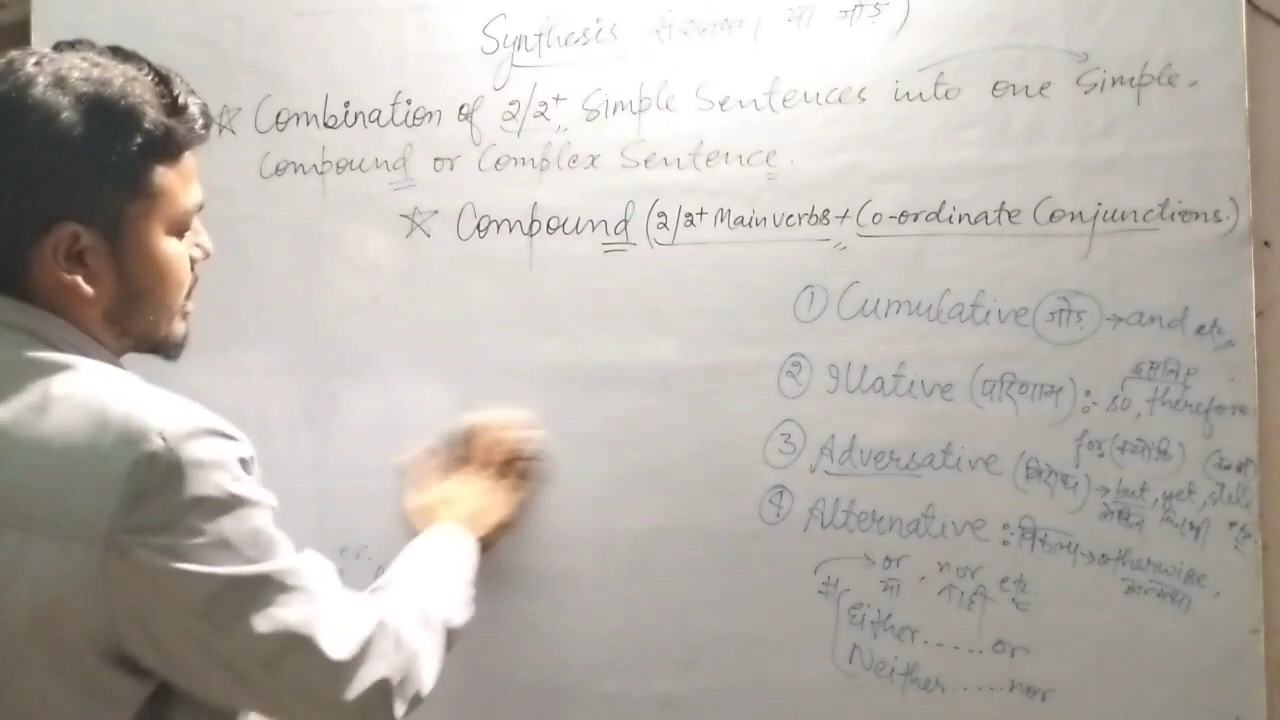 Synthesis या जोड़)
☆ Combination of 2/2+ Simple Sentences into one Simple.
Compound or Complex Sentence.
☆ Compound (2/2+ Main verbs + Co-ordinate Conjunctions.)
① Cumulative (जोड़) → and etc
② Illative (परिणाम) :- so, therefore
इसलिए
for (क्योंकि)
③ Adversative (विरोध) → but, yet, still
लेकिन
④ Alternative : विकल्प → otherwise,
अन्यथा
→ or, nor etc
या नाही
# Either ...... or
Neither ..... nor
er.